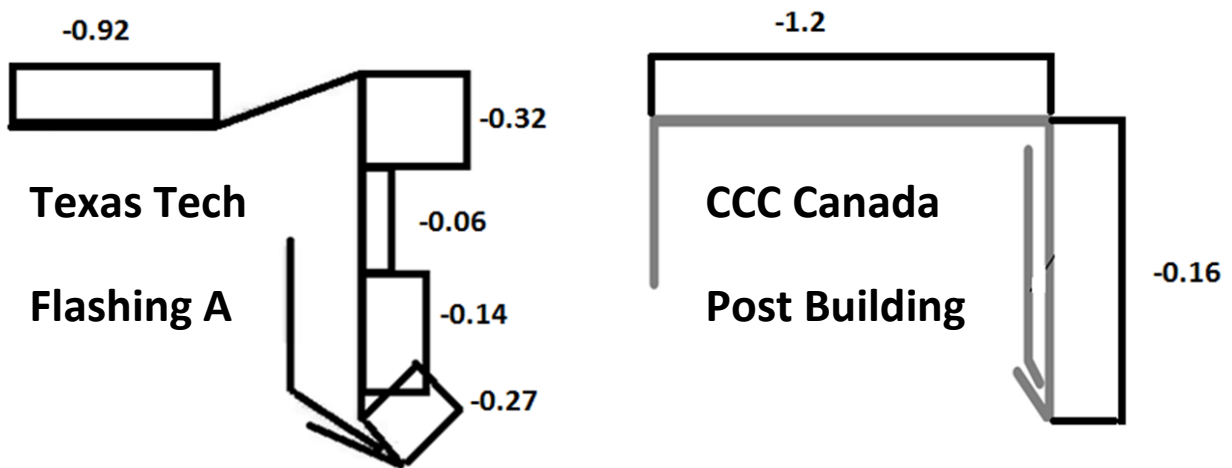 -0.92
-0.32
Texas Tech
-0.06
Flashing A
-0.14
-0.27
-1.2
CCC Canada
-0.16
Post Building